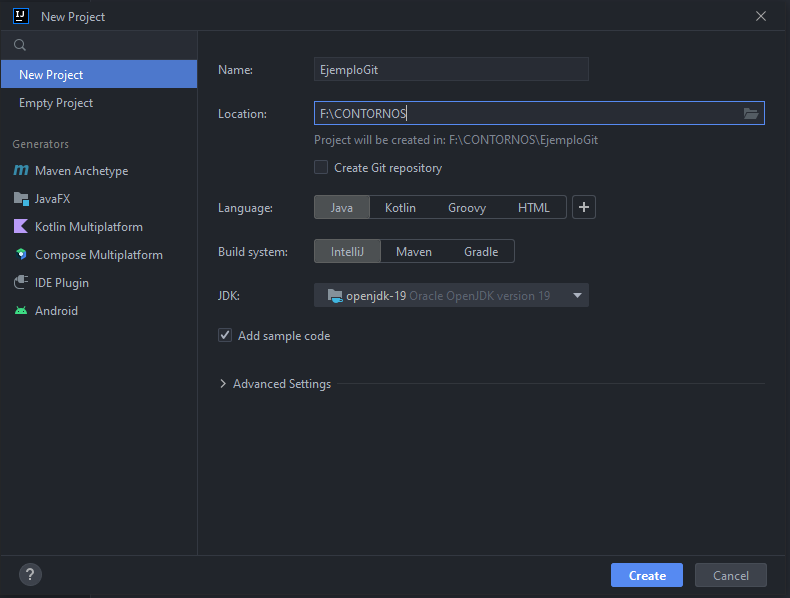 New Project
New Project
Empty Project
Generators
Maven Archetype
JavaFX
Kotlin Multiplatform
Compose Multiplatform
IDE Plugin
Android
Name: EjemploGit
Location: F:\CONTORNOS
Project will be created in: F:\CONTORNOS\EjemploGit
Create Git repository
Language: Java Kotlin Groovy HTML +
Build system: IntelliJ Maven Gradle
JDK: openjdk-19 Oracle OpenJDK version 19
Add sample code
Advanced Settings
? Create Cancel